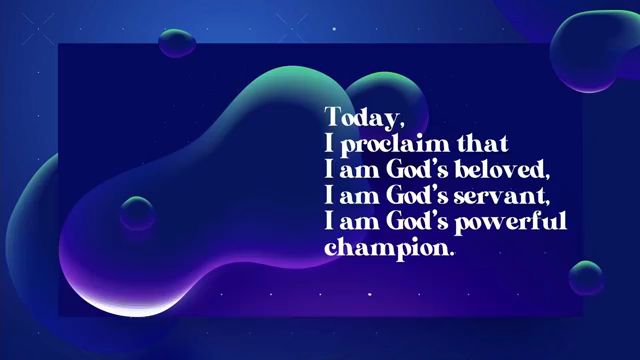 Today,
I proclaim that
I am God's beloved,
I am God's servant,
I am God's powerful
champion.